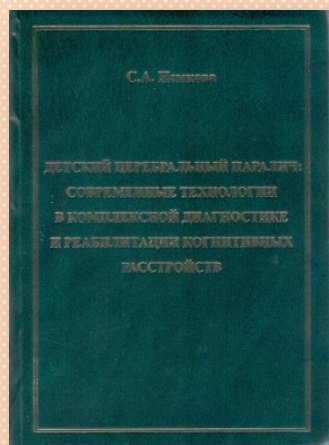 С.А. Немкова
ДЕТСКИЙ ЦЕРЕБРАЛЬНЫЙ ПАРАЛИЧ:
СОВРЕМЕННЫЕ ТЕХНОЛОГИИ
В КОМПЛЕКСНОЙ ДИАГНОСТИКЕ
И РЕАБИЛИТАЦИИ КОГНИТИВНЫХ
РАССТРОЙСТВ